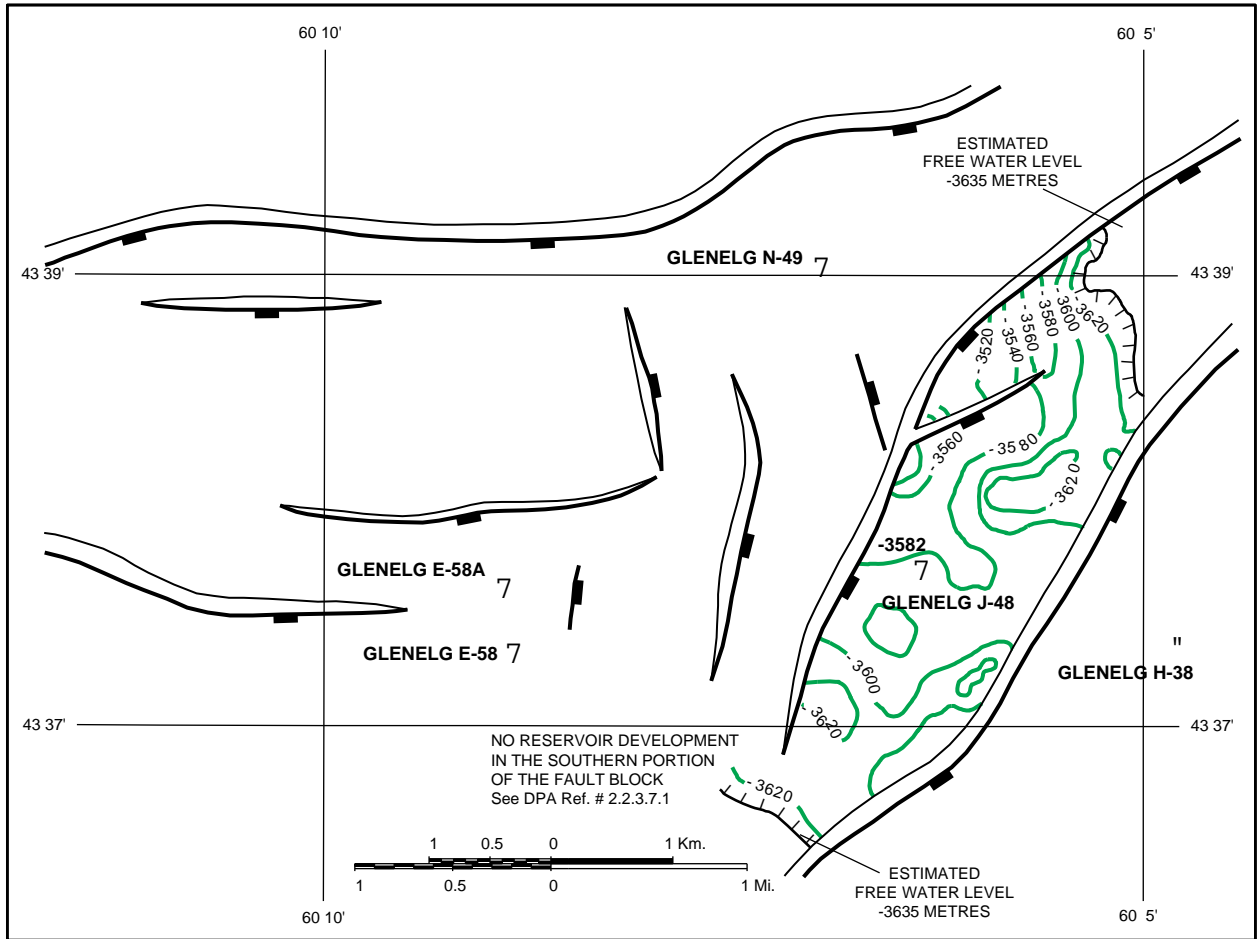 60 10'
60 5'
ESTIMATED
FREE WATER LEVEL
-3635 METRES
GLENELG N-49 7
43 39'
43 39'
- 3520
- 3540
- 3560
- 3580
- 3600
- 3620
- 3560
- 3580
- 3620
-3582
7
GLENELG E-58A 7
GLENELG J-48
GLENELG E-58 7
"
GLENELG H-38
- 3600
- 3620
43 37'
43 37'
NO RESERVOIR DEVELOPMENT
IN THE SOUTHERN PORTION
OF THE FAULT BLOCK
See DPA Ref. # 2.2.3.7.1
- 3620
1 0.5 0 1 Km.
1 0.5 0 1 Mi.
ESTIMATED
FREE WATER LEVEL
-3635 METRES
60 10'
60 5'